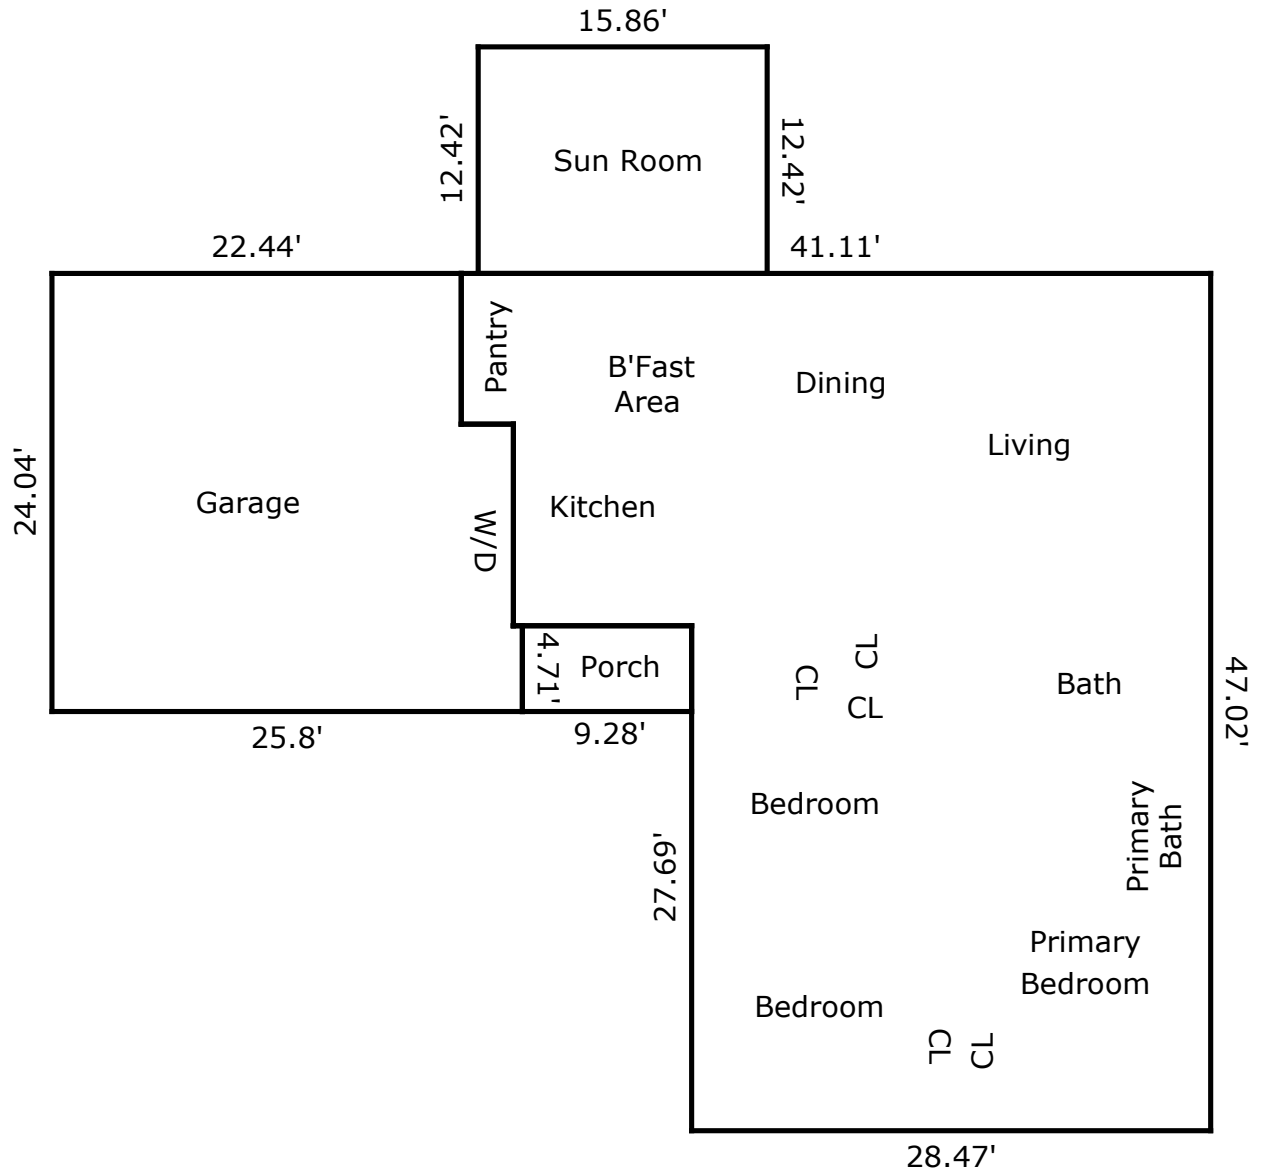 15.86'
12.42'
Sun Room
12.42'
22.44'
41.11'
Pantry
B'Fast
Area
Dining
Living
24.04'
Garage
W/D
Kitchen
4.71'
Porch
CL
CL
CL
Bath
47.02'
25.8'
9.28'
Bedroom
27.69'
Primary
Bath
Primary
Bedroom
Bedroom
CL
CL
28.47'